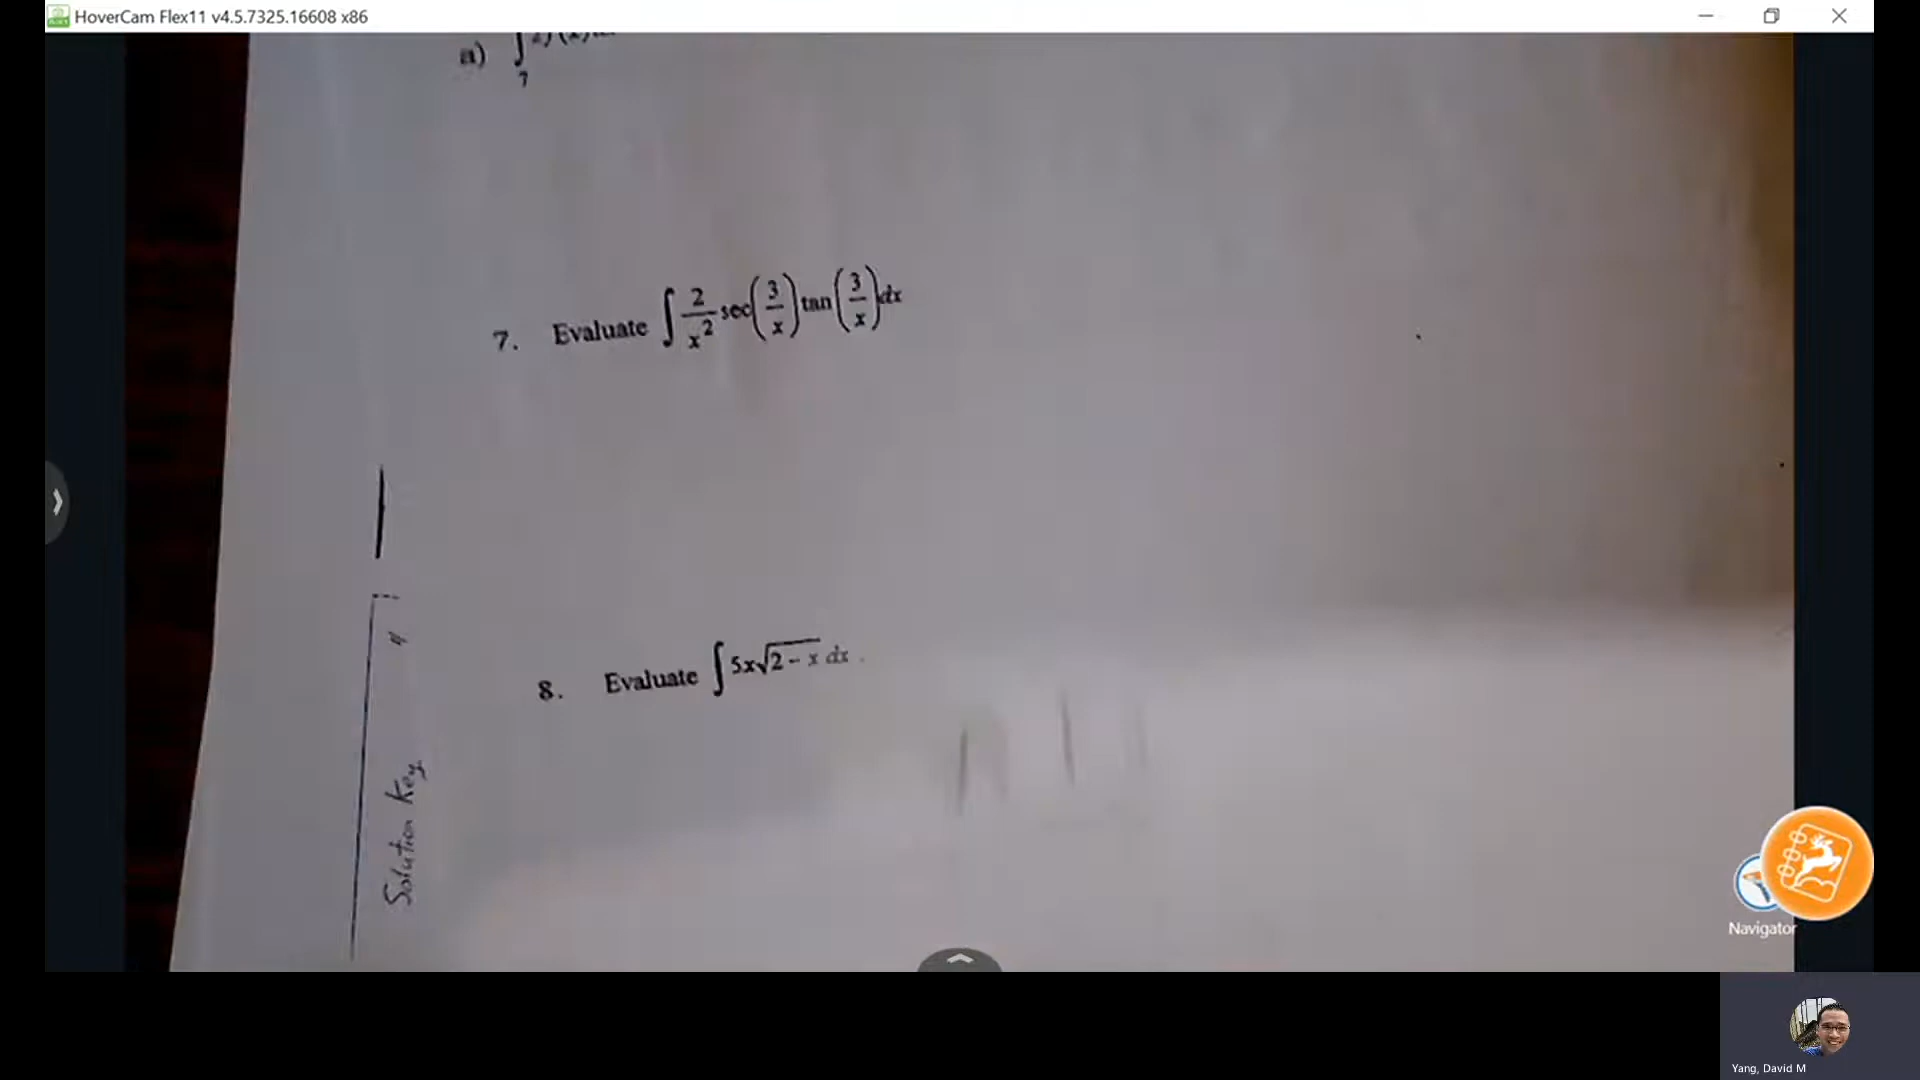 HoverCam Flex11 v4.5.7325.16608 x86
a) ∫
7
7. Evaluate ∫ 2/x² sec(3/x) tan(3/x) dx
8. Evaluate ∫ 5x√(2 - x) dx .
Solution Key
Navigator
Yang, David M